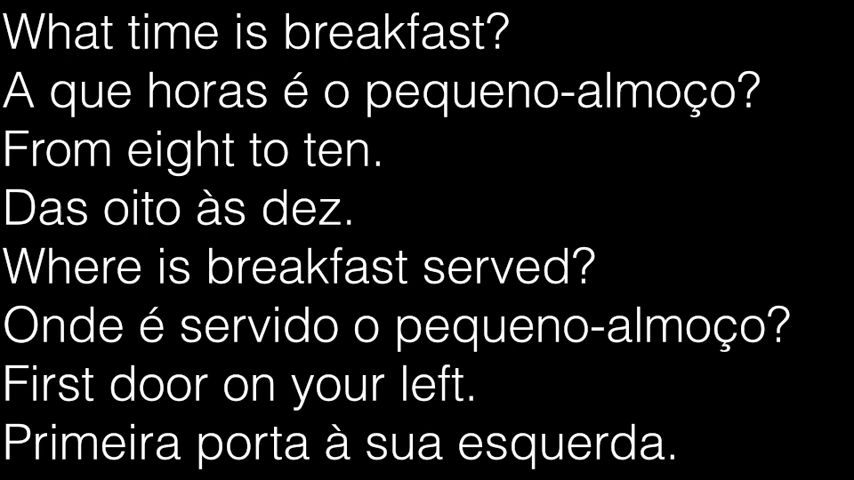 What time is breakfast?
A que horas é o pequeno-almoço?
From eight to ten.
Das oito às dez.
Where is breakfast served?
Onde é servido o pequeno-almoço?
First door on your left.
Primeira porta à sua esquerda.